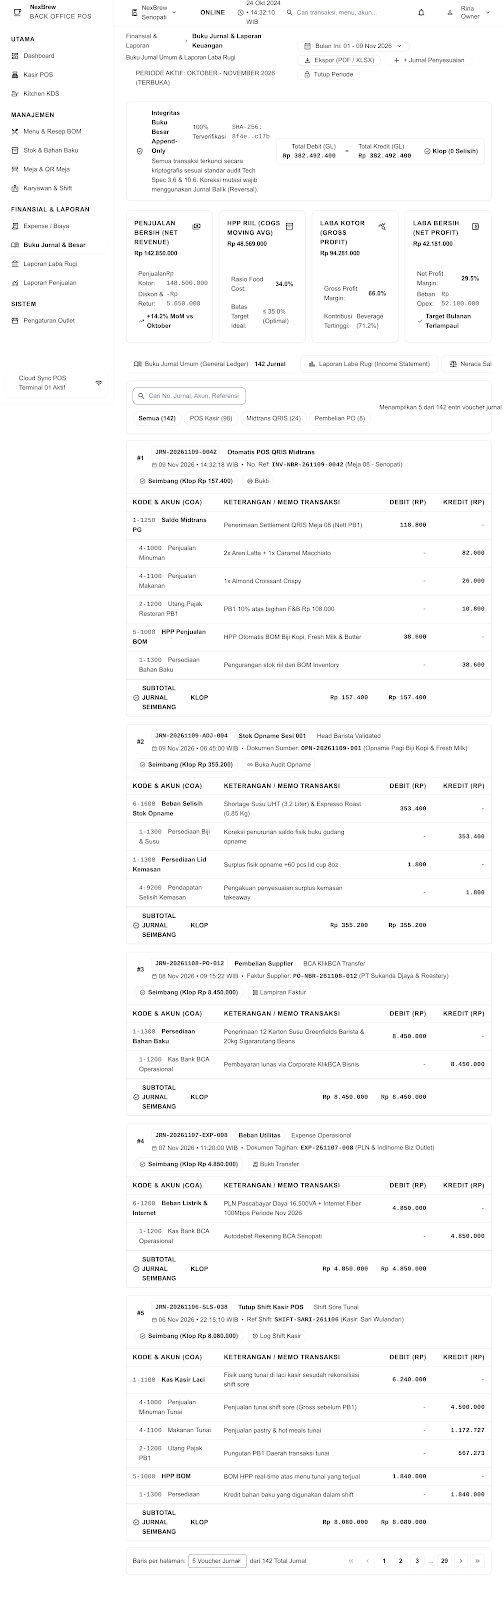 NexBrew
BACK OFFICE POS
UTAMA
Dashboard
Kasir POS
Kitchen KDS
MANAJEMEN
Menu & Resep BOM
Stok & Bahan Baku
Meja & QR Meja
Karyawan & Shift
FINANSIAL & LAPORAN
Expense / Biaya
Buku Jurnal & Besar
Laporan Laba Rugi
Laporan Penjualan
SISTEM
Pengaturan Outlet
Cloud Sync POS
Terminal 01 Aktif
NexBrew
Senopati
ONLINE
24 Okt 2024
• 14:32:10
WIB
Cari transaksi, menu, akun...
Rina
Owner
Finansial &
Laporan
Buku Jurnal & Laporan
Keuangan
Buku Jurnal Umum & Laporan Laba Rugi
PERIODE AKTIF: OKTOBER - NOVEMBER 2026
(TERBUKA)
Bulan Ini: 01 - 09 Nov 2026
Ekspor (PDF / XLSX)
+ Jurnal Penyesuaian
Tutup Periode
Integritas
Buku
Besar
Append-
Only
100%
Terverifikasi
SHA-256:
8f4e..c17b
Semua transaksi terkunci secara
kriptografis sesuai standar audit Tech
Spec 3.6 & 10.6. Koreksi mutasi wajib
menggunakan Jurnal Balik (Reversal).
Total Debit (GL)
Rp 382.492.400
=
Total Kredit (GL)
Rp 382.492.400
Klop (0 Selisih)
PENJUALAN
BERSIH (NET
REVENUE)
Rp 142.850.000
Penjualan Kotor: Rp 148.500.000
Diskon & Retur: -Rp 5.650.000
+14.2% MoM vs
Oktober
HPP RIIL (COGS
MOVING AVG)
Rp 48.569.000
Rasio Food
Cost:
34.0%
Batas
Target
Ideal:
≤ 35.0%
(Optimal)
LABA KOTOR
(GROSS
PROFIT)
Rp 94.281.000
Gross Profit
Margin:
66.0%
Kontribusi
Tertinggi:
Beverage
(71.2%)
LABA BERSIH
(NET PROFIT)
Rp 42.181.000
Net Profit
Margin:
29.5%
Beban
Opex:
Rp
52.100.000
Target Bulanan
Terlampaui
Buku Jurnal Umum (General Ledger) 142 Jurnal
Laporan Laba Rugi (Income Statement)
Neraca Sal
Cari No. Jurnal, Akun, Referensi
Menampilkan 5 dari 142 entri voucher jurnal
Semua (142)
POS Kasir (96)
Midtrans QRIS (24)
Pembelian PO (8)
#1
JRN-20261109-0042 Otomatis POS QRIS Midtrans
09 Nov 2026 • 14:32:18 WIB • No. Ref: INV-NBR-261109-0042 (Meja 08 - Senopati)
Seimbang (Klop Rp 157.400)
Bukti
KODE & AKUN (COA) KETERANGAN / MEMO TRANSAKSI DEBIT (RP) KREDIT (RP)
1-1250 Saldo Midtrans PG Penerimaan Settlement QRIS Meja 08 (Nett PB1) 118.800 -
4-1000 Penjualan Minuman 2x Aren Latte + 1x Caramel Macchiato - 82.000
4-1100 Penjualan Makanan 1x Almond Croissant Crispy - 26.000
2-1200 Utang Pajak Restoran PB1 PB1 10% atas tagihan F&B Rp 108.000 - 10.800
5-1000 HPP Penjualan BOM HPP Otomatis BOM Biji Kopi, Fresh Milk & Butter 38.600 -
1-1300 Persediaan Bahan Baku Pengurangan stok riil dari BOM Inventory - 38.600
SUBTOTAL JURNAL SEIMBANG KLOP Rp 157.400 Rp 157.400
#2
JRN-20261109-ADJ-004 Stok Opname Sesi 001 Head Barista Validated
09 Nov 2026 • 06:45:00 WIB • Dokumen Sumber: OPN-20261109-001 (Opname Pagi Biji Kopi & Fresh Milk)
Seimbang (Klop Rp 355.200)
Buka Audit Opname
KODE & AKUN (COA) KETERANGAN / MEMO TRANSAKSI DEBIT (RP) KREDIT (RP)
6-1600 Beban Selisih Stok Opname Shortage Susu UHT (3.2 Liter) & Espresso Roast (0.85 Kg) 353.400 -
1-1300 Persediaan Biji & Susu Koreksi penurunan saldo fisik buku gudang opname - 353.400
1-1300 Persediaan Lid Kemasan Surplus fisik opname +60 pcs lid cup 8oz 1.800 -
4-9200 Pendapatan Selisih Kemasan Pengakuan penyesuaian surplus kemasan takeaway - 1.800
SUBTOTAL JURNAL SEIMBANG KLOP Rp 355.200 Rp 355.200
#3
JRN-20261108-PO-012 Pembelian Supplier BCA KlikBCA Transfer
08 Nov 2026 • 09:15:22 WIB • Faktur Supplier: PO-NBR-261108-012 (PT Sukanda Djaya & Roastery)
Seimbang (Klop Rp 8.450.000)
Lampiran Faktur
KODE & AKUN (COA) KETERANGAN / MEMO TRANSAKSI DEBIT (RP) KREDIT (RP)
1-1300 Persediaan Bahan Baku Penerimaan 12 Karton Susu Greenfields Barista & 20kg Sigararutang Beans 8.450.000 -
1-1200 Kas Bank BCA Operasional Pembayaran lunas via Corporate KlikBCA Bisnis - 8.450.000
SUBTOTAL JURNAL SEIMBANG KLOP Rp 8.450.000 Rp 8.450.000
#4
JRN-20261107-EXP-008 Beban Utilitas Expense Operasional
07 Nov 2026 • 11:20:00 WIB • Dokumen Tagihan: EXP-261107-008 (PLN & Indihome Biz Outlet)
Seimbang (Klop Rp 4.850.000)
Bukti Transfer
KODE & AKUN (COA) KETERANGAN / MEMO TRANSAKSI DEBIT (RP) KREDIT (RP)
6-1200 Beban Listrik & Internet PLN Pascabayar Daya 16.500VA + Internet Fiber 100Mbps Periode Nov 2026 4.850.000 -
1-1200 Kas Bank BCA Operasional Autodebet Rekening BCA Senopati - 4.850.000
SUBTOTAL JURNAL SEIMBANG KLOP Rp 4.850.000 Rp 4.850.000
#5
JRN-20261106-SLS-038 Tutup Shift Kasir POS Shift Sore Tunai
06 Nov 2026 • 22:15:10 WIB • Ref Shift: SHIFT-SARI-261106 (Kasir: Sari Wulandari)
Seimbang (Klop Rp 8.080.000)
Log Shift Kasir
KODE & AKUN (COA) KETERANGAN / MEMO TRANSAKSI DEBIT (RP) KREDIT (RP)
1-1100 Kas Kasir Laci Fisik uang tunai di laci kasir sesudah rekonsiliasi shift sore 6.240.000 -
4-1000 Penjualan Minuman Tunai Penjualan tunai shift sore (Gross sebelum PB1) - 4.500.000
4-1100 Makanan Tunai Penjualan pastry & hot meals tunai - 1.172.727
2-1200 Utang Pajak PB1 Pungutan PB1 Daerah transaksi tunai - 567.273
5-1000 HPP BOM BOM HPP real-time atas menu tunai yang terjual 1.840.000 -
1-1300 Persediaan Kredit bahan baku yang digunakan dalam shift - 1.840.000
SUBTOTAL JURNAL SEIMBANG KLOP Rp 8.080.000 Rp 8.080.000
Baris per halaman: 5 Voucher Jurnal dari 142 Total Jurnal
« ‹ 1 2 3 ... 29 › »